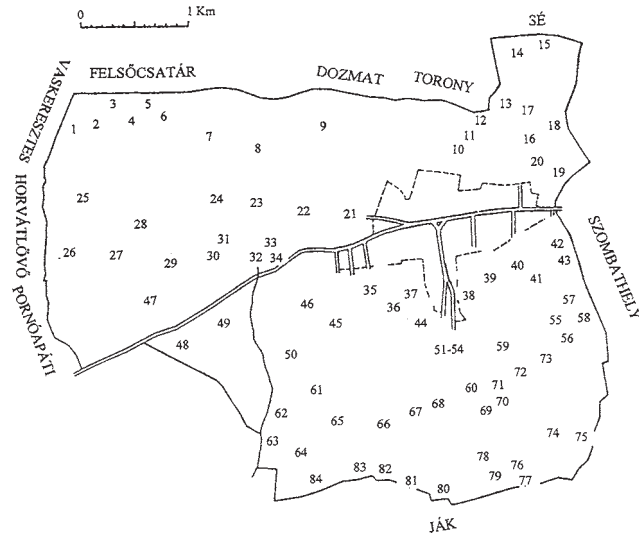 0 1 Km
SÉ
14 15
FELSŐCSATÁR DOZMAT TORONY
VASKERESZTES
HORVÁTLÖVŐ
PORNÓAPÁTI
SZOMBATHELY
3 5
1 2 4 6
7 8 9
13 17
12
11 16 18
10
20 19
25 24 23 22 21
28
31 33
26 27 29 30 32 34
42
43
40
39 41
35 37 38
36
47 46
49 45 44
57
55 58
56
48
50 51-54 59
73
72
61 60 71
70
62 65 66 67 68 69
63 64
74 75
78
83 82 76
84 81 80 79 77
JÁK